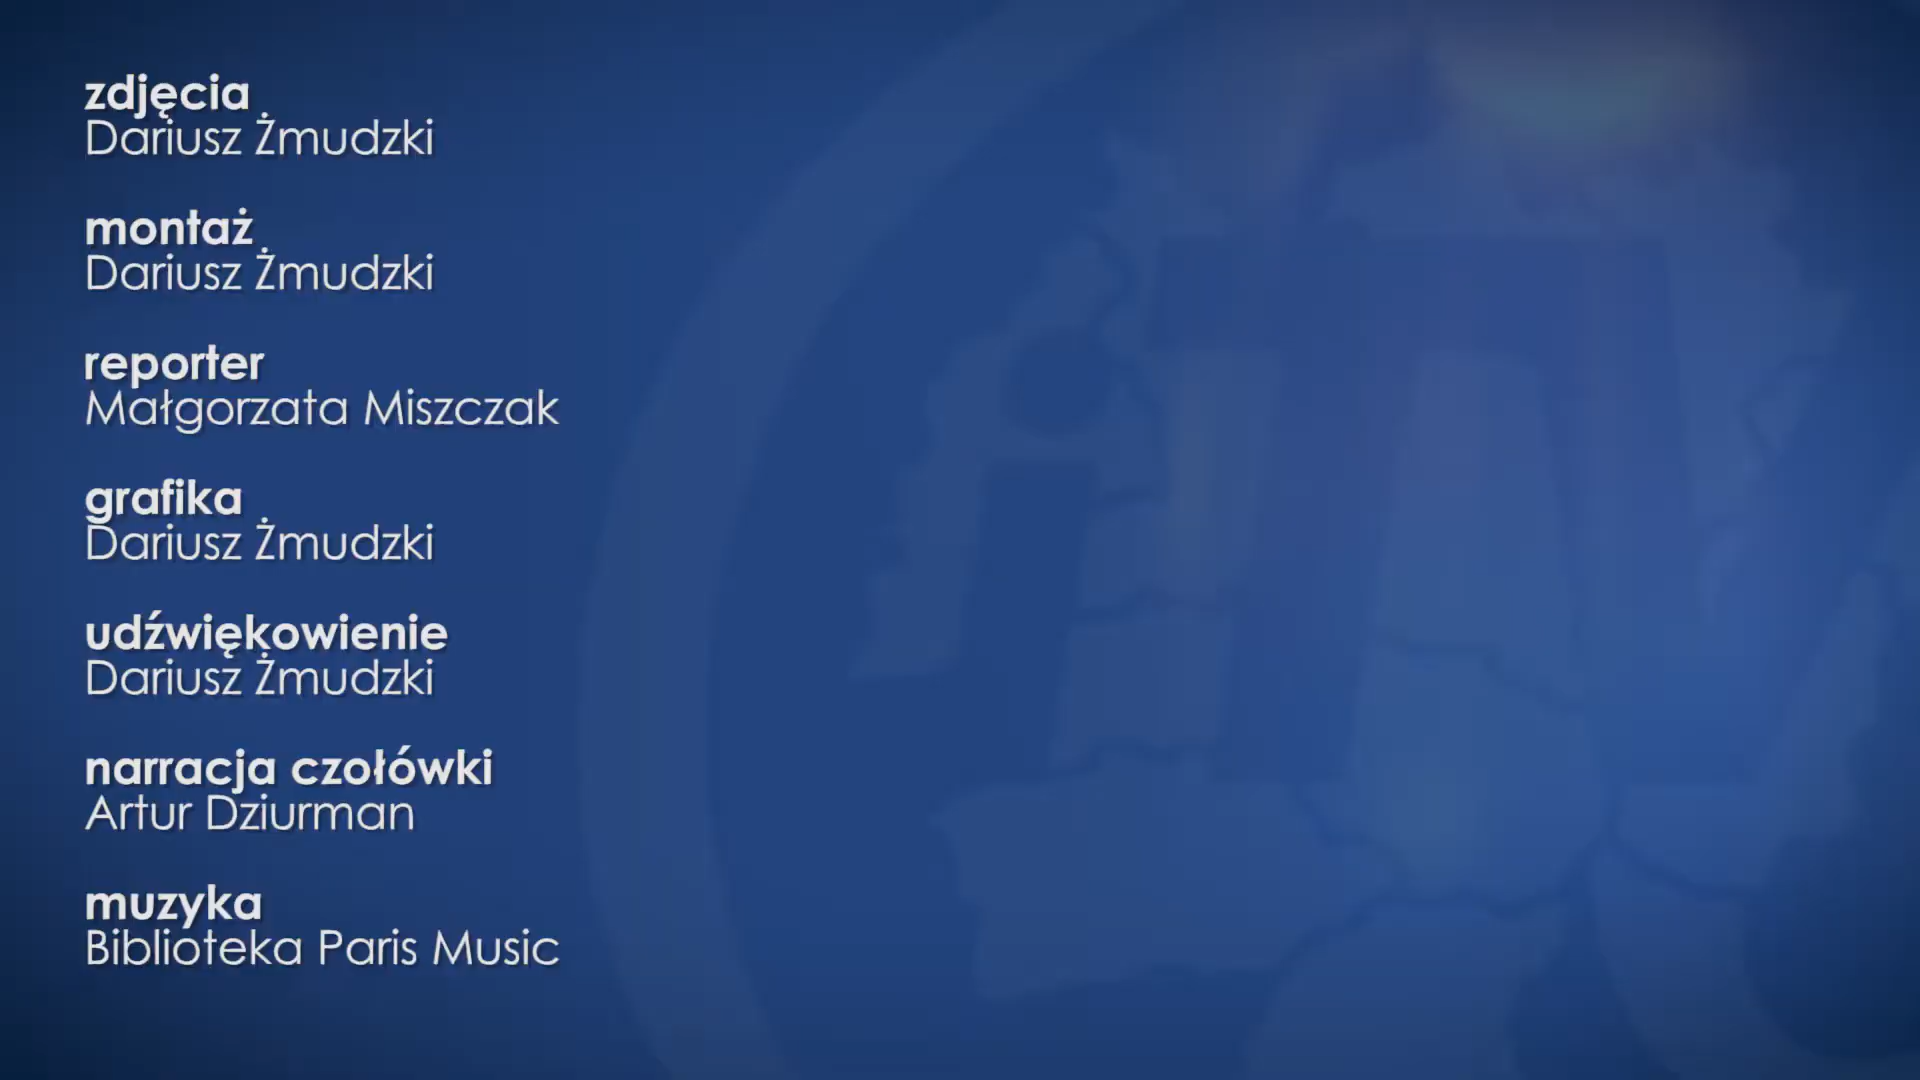 zdjęcia
Dariusz Żmudzki
montaż
Dariusz Żmudzki
reporter
Małgorzata Miszczak
grafika
Dariusz Żmudzki
udźwiękowienie
Dariusz Żmudzki
narracja czołówki
Artur Dziurman
muzyka
Biblioteka Paris Music